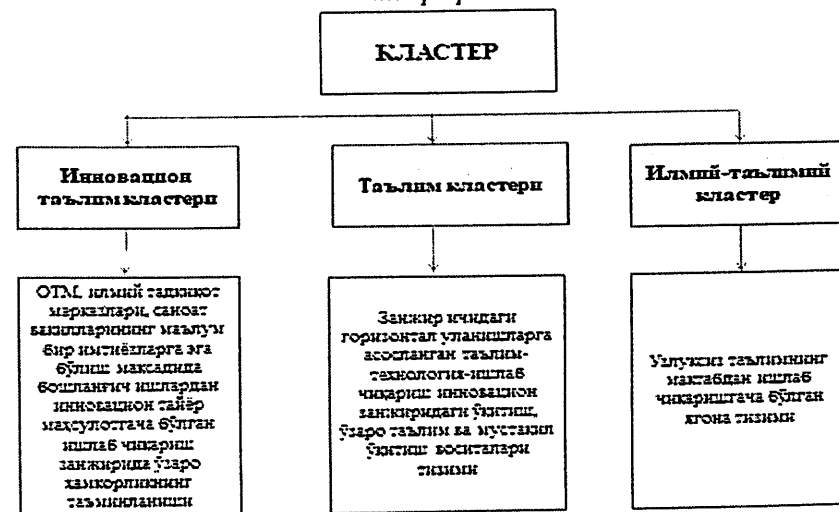 КЛАСТЕР
Инновацион
таълим кластери
Таълим кластери
Илмий-таълимий
кластер
ОТМ, илмий тадқиқот
марказлари, саноат
вакилларининг маълум
бир имтиёзларга эга
бўлиш мақсадида
бошланғич ишлардан
инновацион тайёр
маҳсулотгача бўлган
ишлаб чиқариш
занжирида ўзаро
ҳамкорликнинг
таъминланиши
Занжир ичидаги
горизонтал уланишларга
асосланган таълим-
технология-ишлаб
чиқариш инновацион
занжиридаги ўқитиш,
ўзаро таълим ва мустақил
ўқитиш воситалари
тизими
Узлуксиз таълимнинг
мактабдан ишлаб
чиқаришгача бўлган
ягона тизими